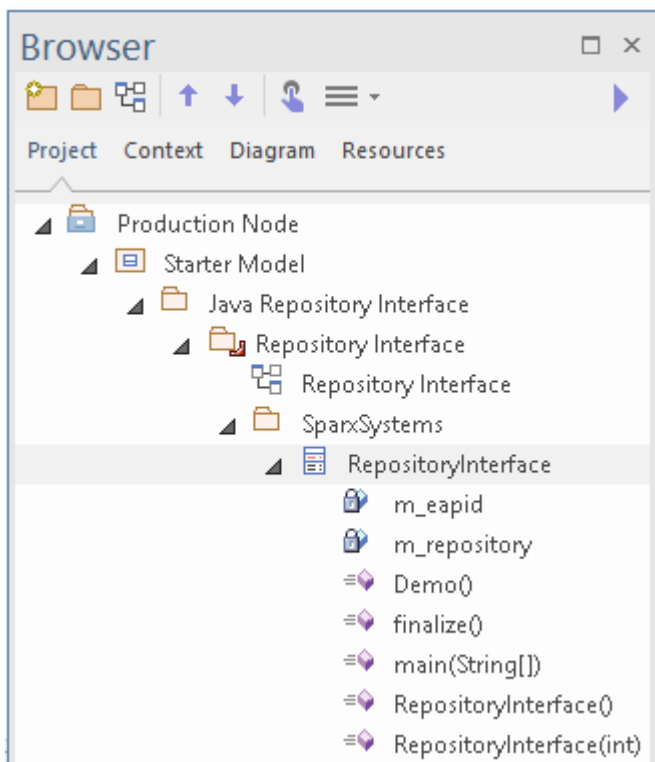 Browser
Project Context Diagram Resources
Production Node
Starter Model
Java Repository Interface
Repository Interface
Repository Interface
SparxSystems
RepositoryInterface
m_eapid
m_repository
Demo()
finalize()
main(String[])
RepositoryInterface()
RepositoryInterface(int)